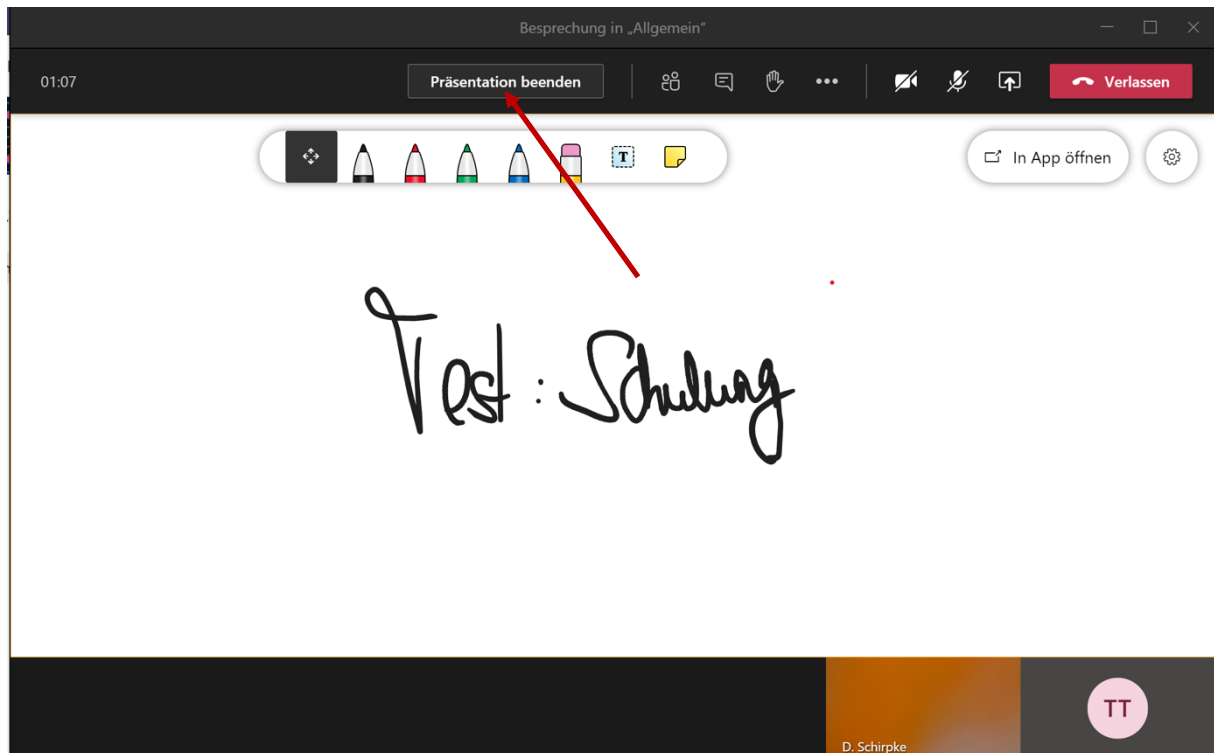 Besprechung in „Allgemein“
01:07
Präsentation beenden
Verlassen
T
In App öffnen
Test: Schulung
D. Schirpke
TT